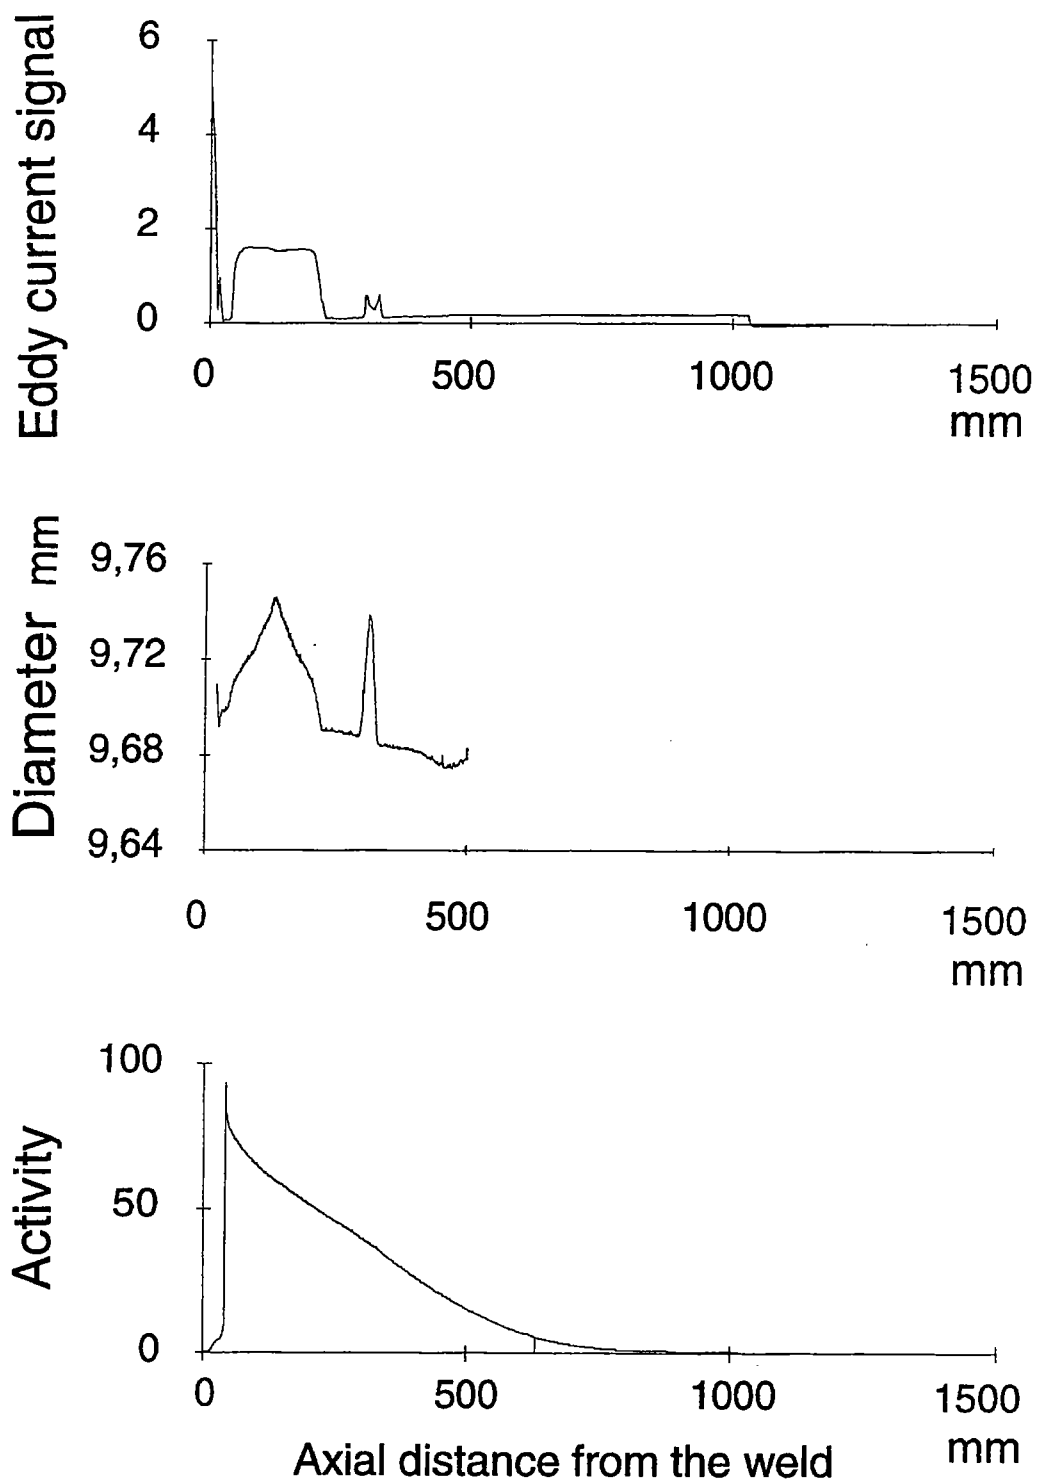 Eddy current signal
6
4
2
0
0 500 1000 1500
mm
Diameter mm
9,76
9,72
9,68
9,64
0 500 1000 1500
mm
Activity
100
50
0
0 500 1000 1500
mm
Axial distance from the weld